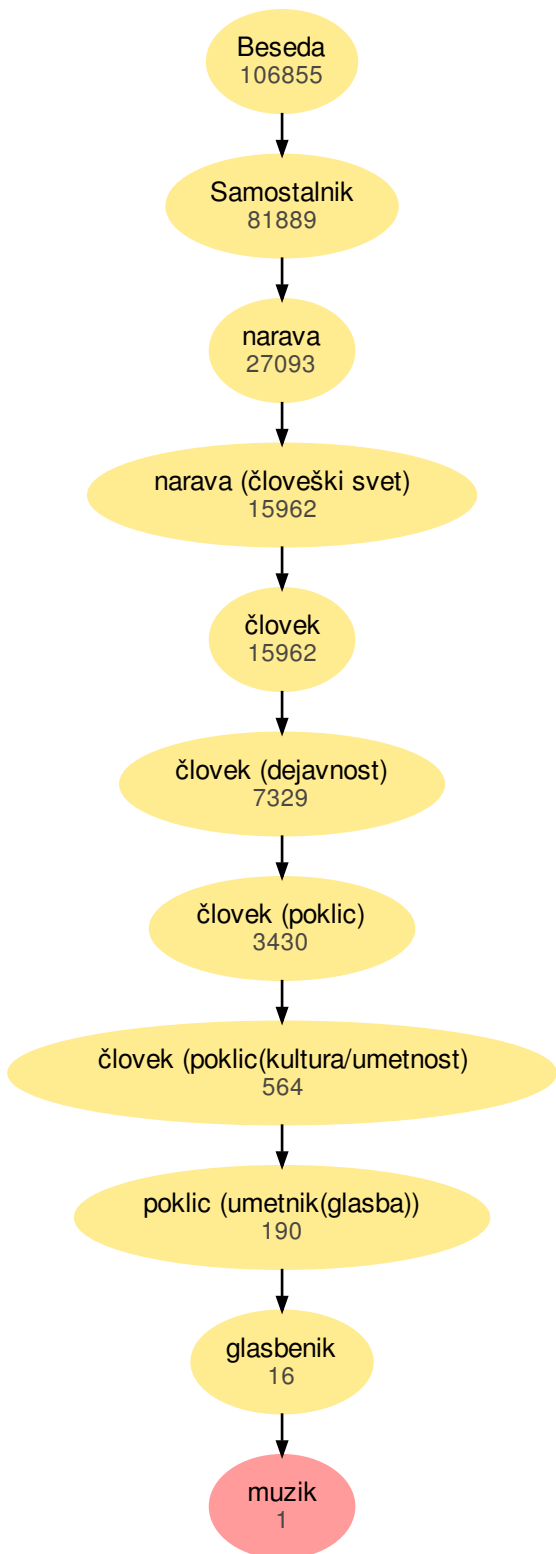 Beseda
106855
Samostalnik
81889
narava
27093
narava (človeški svet)
15962
človek
15962
človek (dejavnost)
7329
človek (poklic)
3430
človek (poklic(kultura/umetnost)
564
poklic (umetnik(glasba))
190
glasbenik
16
muzik
1